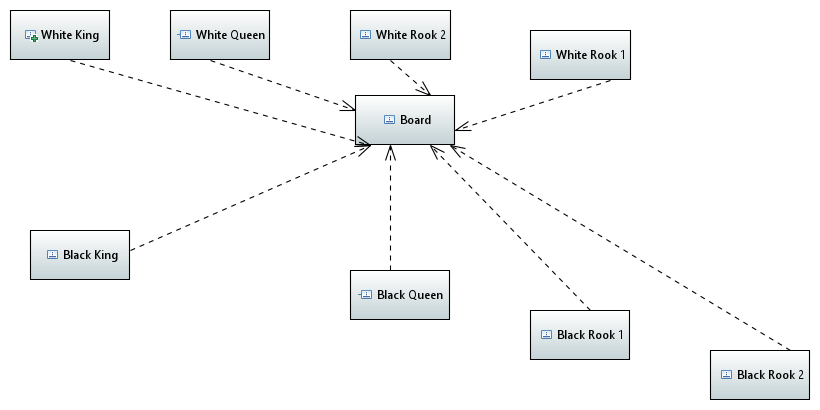 White King
White Queen
White Rook 2
White Rook 1
Board
Black King
Black Queen
Black Rook 1
Black Rook 2